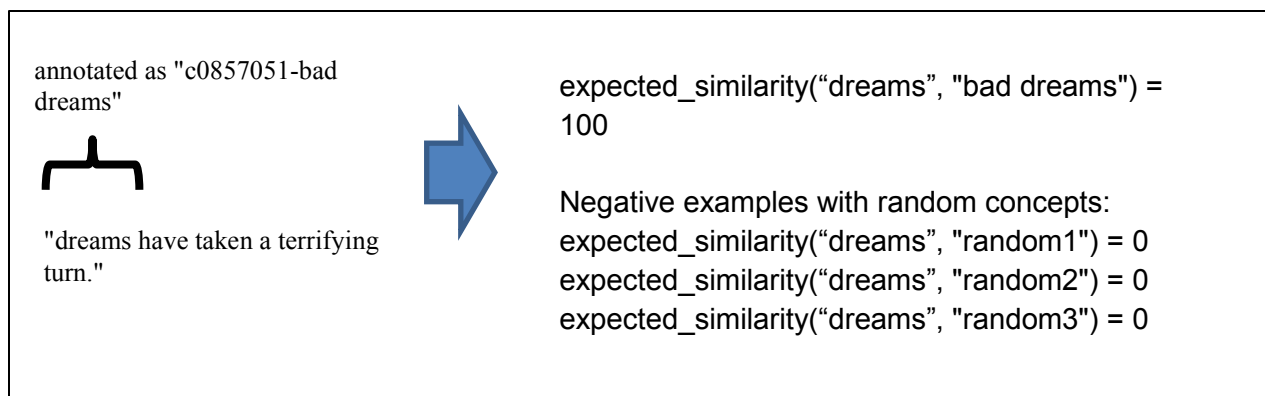 annotated as "c0857051-bad
dreams"
"dreams have taken a terrifying
turn."
expected_similarity(“dreams”, "bad dreams") =
100
Negative examples with random concepts:
expected_similarity(“dreams”, "random1") = 0
expected_similarity(“dreams”, "random2") = 0
expected_similarity(“dreams”, "random3") = 0